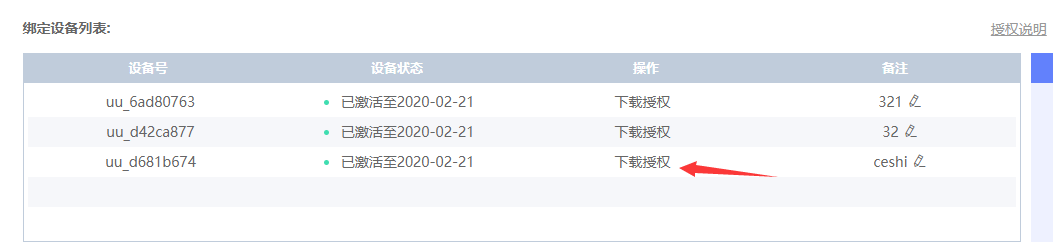 绑定设备列表:
授权说明
设备号 设备状态 操作 备注
uu_6ad80763 已激活至2020-02-21 下载授权 321
uu_d42ca877 已激活至2020-02-21 下载授权 32
uu_d681b674 已激活至2020-02-21 下载授权 ceshi